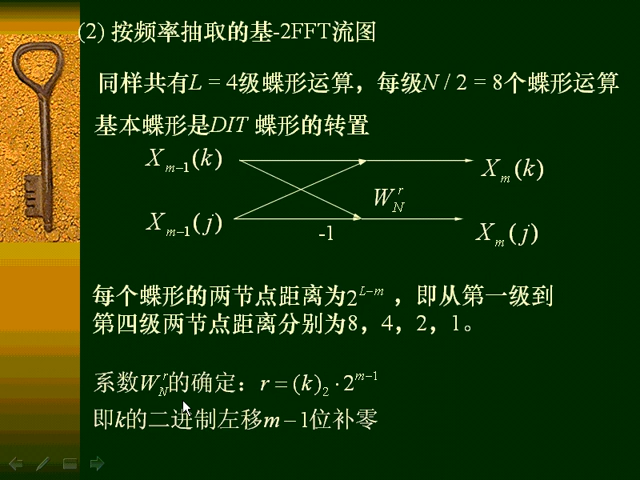 (2) 按频率抽取的基-2FFT流图
同样共有L = 4级蝶形运算，每级N / 2 = 8个蝶形运算
基本蝶形是DIT 蝶形的转置
X_{m-1}(k)
X_m(k)
W_N^r
X_{m-1}(j)
-1
X_m(j)
每个蝶形的两节点距离为2^{L-m}，即从第一级到
第四级两节点距离分别为8，4，2，1。
系数W_N^r的确定：r = (k)_2 · 2^{m-1}
即k的二进制左移m－1位补零